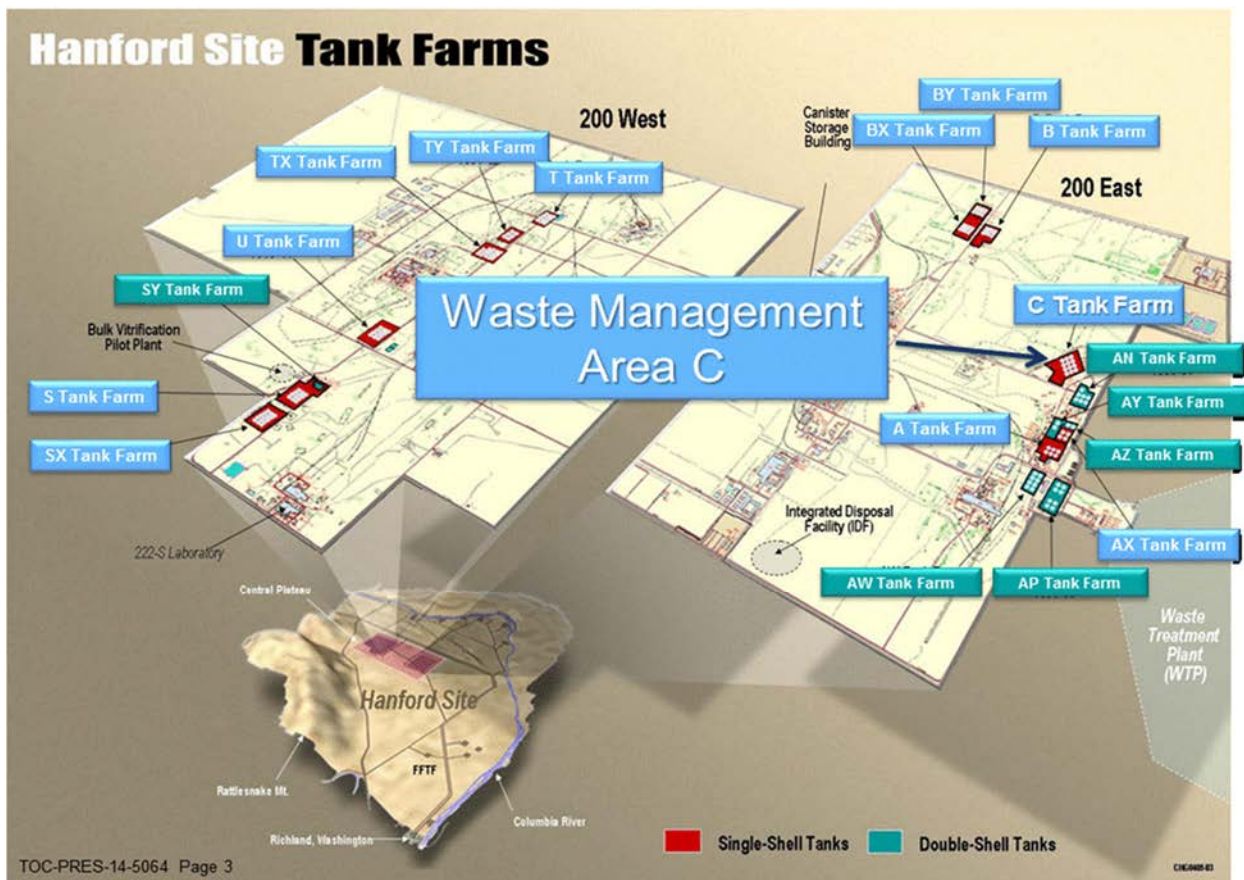 Hanford Site Tank Farms
200 West
TY Tank Farm
TX Tank Farm
T Tank Farm
U Tank Farm
SY Tank Farm
Bulk Vitrification
Pilot Plant
S Tank Farm
SX Tank Farm
222-S Laboratory
Canister
Storage
Building
BY Tank Farm
BX Tank Farm
B Tank Farm
200 East
Waste Management
Area C
C Tank Farm
AN Tank Farm
AY Tank Farm
A Tank Farm
AZ Tank Farm
Integrated Disposal
Facility (IDF)
AX Tank Farm
AW Tank Farm
AP Tank Farm
Waste
Treatment
Plant
(WTP)
Central Plateau
Hanford Site
FFTF
Rattlesnake Mt.
Columbia River
Richland, Washington
Single-Shell Tanks
Double-Shell Tanks
TOC-PRES-14-5064 Page 3